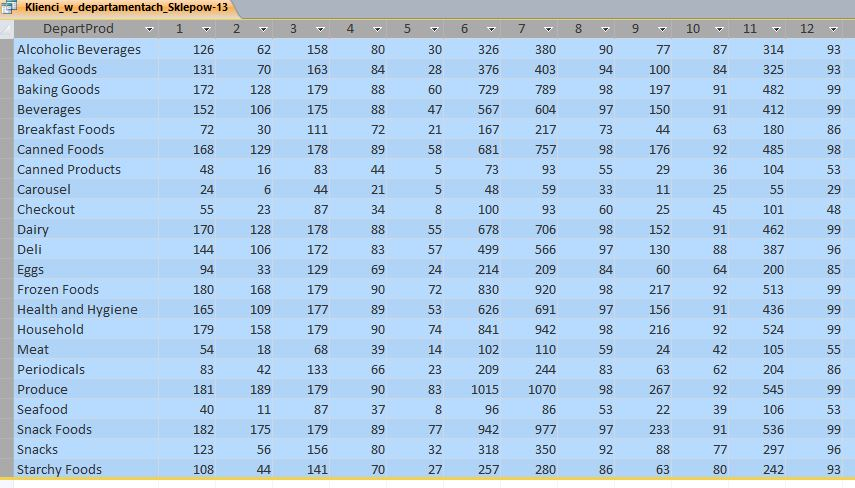 Klienci_w_departamentach_Sklepow-13
DepartProd 1 2 3 4 5 6 7 8 9 10 11 12
Alcoholic Beverages 126 62 158 80 30 326 380 90 77 87 314 93
Baked Goods 131 70 163 84 28 376 403 94 100 84 325 93
Baking Goods 172 128 179 88 60 729 789 98 197 91 482 99
Beverages 152 106 175 88 47 567 604 97 150 91 412 99
Breakfast Foods 72 30 111 72 21 167 217 73 44 63 180 86
Canned Foods 168 129 178 89 58 681 757 98 176 92 485 98
Canned Products 48 16 83 44 5 73 93 55 29 36 104 53
Carousel 24 6 44 21 5 48 59 33 11 25 55 29
Checkout 55 23 87 34 8 100 93 60 25 45 101 48
Dairy 170 128 178 88 55 678 706 98 152 91 462 99
Deli 144 106 172 83 57 499 566 97 130 88 387 96
Eggs 94 33 129 69 24 214 209 84 60 64 200 85
Frozen Foods 180 168 179 90 72 830 920 98 217 92 513 99
Health and Hygiene 165 109 177 89 53 626 691 97 156 91 436 99
Household 179 158 179 90 74 841 942 98 216 92 524 99
Meat 54 18 68 39 14 102 110 59 24 42 105 55
Periodicals 83 42 133 66 23 209 244 83 63 62 204 86
Produce 181 189 179 90 83 1015 1070 98 267 92 545 99
Seafood 40 11 87 37 8 96 86 53 22 39 106 53
Snack Foods 182 175 179 89 77 942 977 97 233 91 536 99
Snacks 123 56 156 80 32 318 350 92 88 77 297 96
Starchy Foods 108 44 141 70 27 257 280 86 63 80 242 93